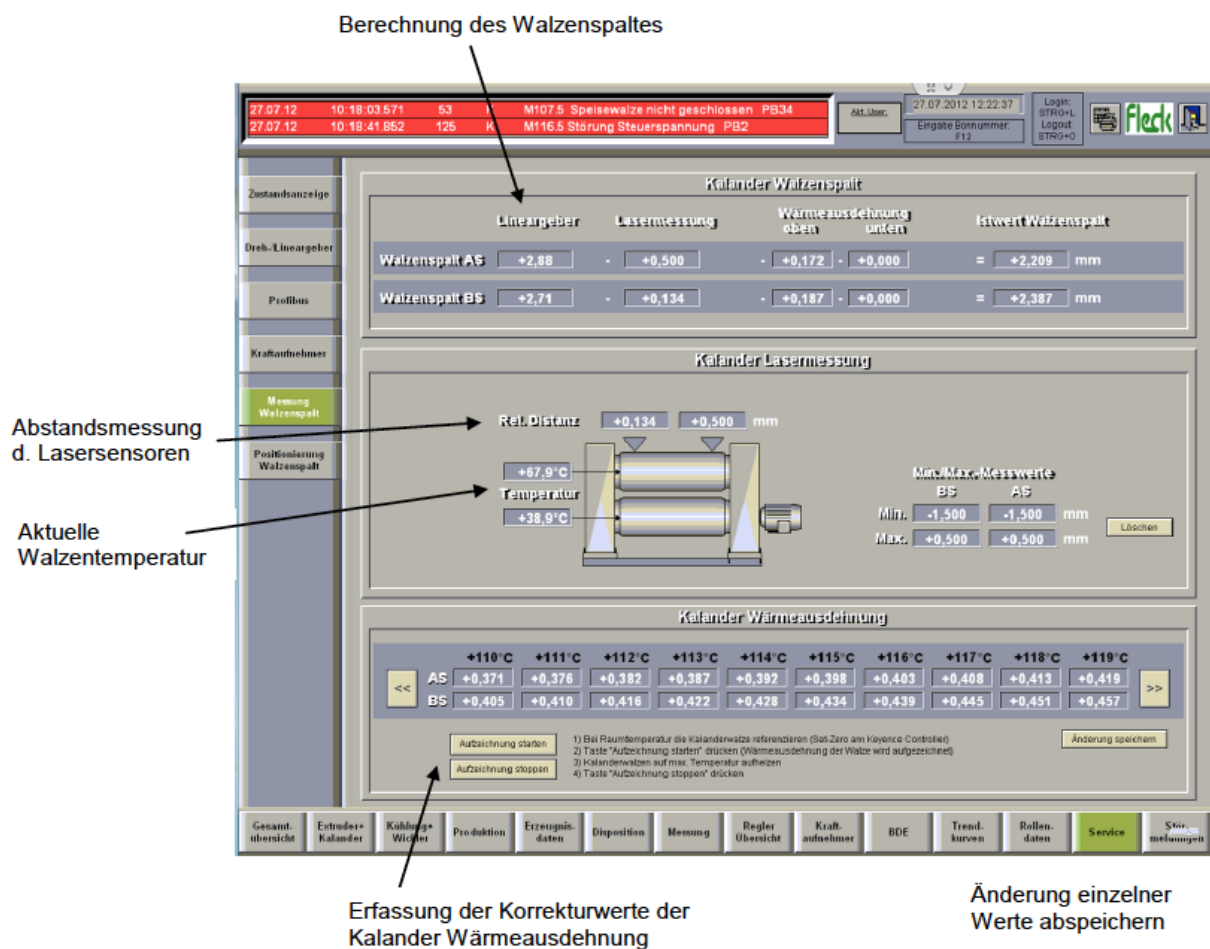 Berechnung des Walzenspaltes
27.07.12 10:18:03.571 53 K M107.5 Speisewalze nicht geschlossen PB34
27.07.12 10:18:41.852 125 K M116.5 Störung Steuerspannung PB2
Akt. User:
27.07.2012 12:22:37
Eingabe Bonnummer:
F12
Login:
STRG+L
Logout:
STRG+O
Fleck
Zustandsanzeige
Dreh-/Lineargeber
Profibus
Kraftaufnehmer
Messung
Walzenspalt
Positionierung
Walzenspalt
Kalander Walzenspalt
Lineargeber Lasermessung Wärmeausdehnung Istwert Walzenspalt
oben unten
Walzenspalt AS +2,88 - +0,500 - +0,172 - +0,000 = +2,209 mm
Walzenspalt BS +2,71 - +0,134 - +0,187 - +0,000 = +2,387 mm
Kalander Lasermessung
Abstandsmessung
d. Lasersensoren
Rel. Distanz +0,134 +0,500 mm
+67,9°C
Temperatur
+38,9°C
Aktuelle
Walzentemperatur
Min./Max.-Messwerte
BS AS
Min. -1,500 -1,500 mm
Max. +0,500 +0,500 mm
Löschen
Kalander Wärmeausdehnung
+110°C +111°C +112°C +113°C +114°C +115°C +116°C +117°C +118°C +119°C
<< AS +0,371 +0,376 +0,382 +0,387 +0,392 +0,398 +0,403 +0,408 +0,413 +0,419 >>
BS +0,405 +0,410 +0,416 +0,422 +0,428 +0,434 +0,439 +0,445 +0,451 +0,457
Aufzeichnung starten
Aufzeichnung stoppen
1) Bei Raumtemperatur die Kalanderwalze referenzieren (Set-Zero am Keyence Controller)
2) Taste "Aufzeichnung starten" drücken (Wärmeausdehnung der Walze wird aufgezeichnet)
3) Kalanderwalzen auf max. Temperatur aufheizen
4) Taste "Aufzeichnung stoppen" drücken
Änderung speichern
Gesamt-
übersicht
Extruder+
Kalander
Kühlung+
Wickler
Produktion
Erzeugnis-
daten
Disposition
Messung
Regler
Übersicht
Kraft-
aufnehmer
BDE
Trend-
kurven
Rollen-
daten
Service
Stör-
meldungen
Erfassung der Korrekturwerte der
Kalander Wärmeausdehnung
Änderung einzelner
Werte abspeichern